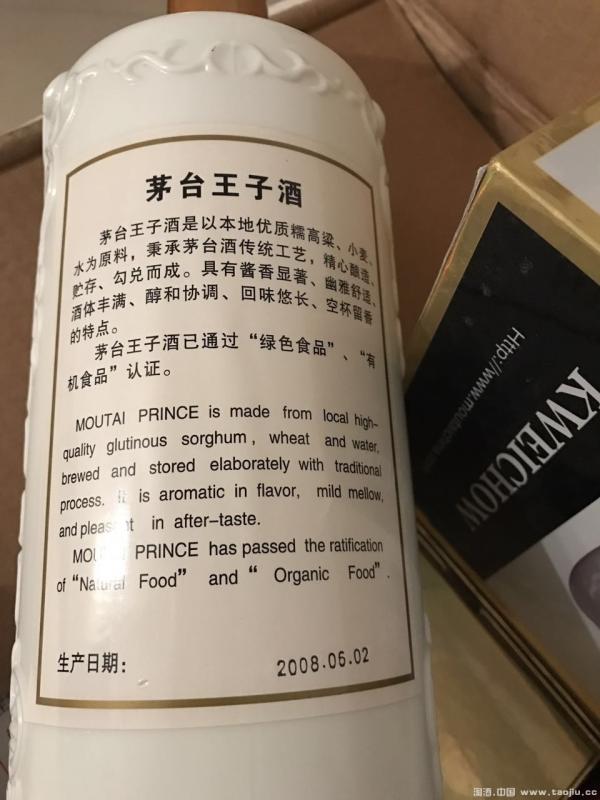 茅台王子酒
茅台王子酒是以本地优质糯高粱、小麦、
水为原料，秉承茅台酒传统工艺，精心酿造、
贮存、勾兑而成。具有酱香显著、幽雅舒适、
酒体丰满、醇和协调、回味悠长、空杯留香
的特点。
茅台王子酒已通过“绿色食品”、“有
机食品”认证。
MOUTAI PRINCE is made from local high-
quality glutinous sorghum, wheat and water,
brewed and stored elaborately with traditional
process. It is aromatic in flavor, mild mellow,
and pleasant in after-taste.
MOUTAI PRINCE has passed the ratification
of “Natural Food” and “ Organic Food”.
生产日期： 2008.06.02
KWEICHOW
淘酒.中国 www.taojiu.cc